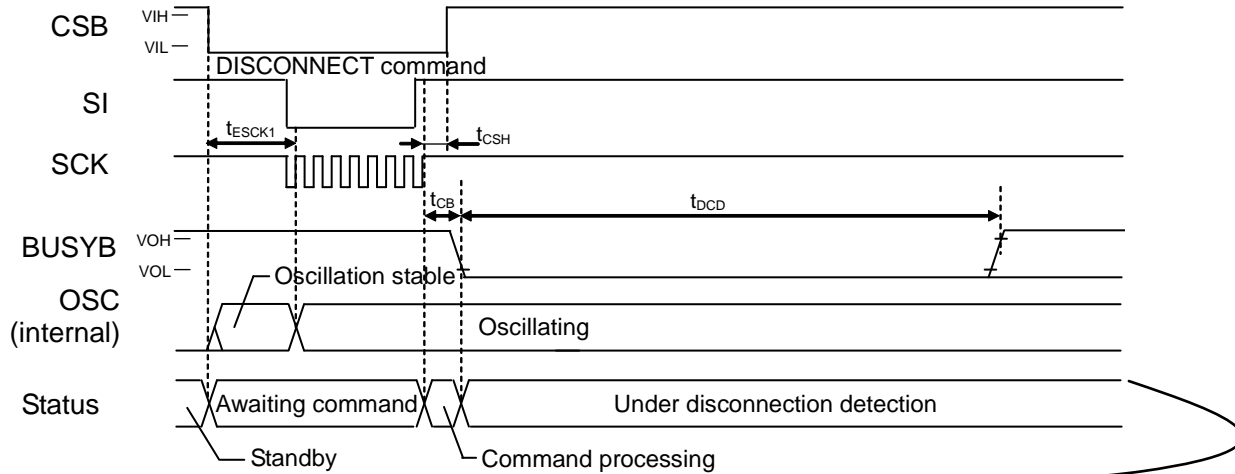 CSB
VIH
VIL
DISCONNECT command
SI
tESCK1
tCSH
SCK
tCB
tDCD
BUSYB
VOH
VOL
Oscillation stable
OSC
(internal)
Oscillating
Status
Awaiting command
Under disconnection detection
Standby
Command processing